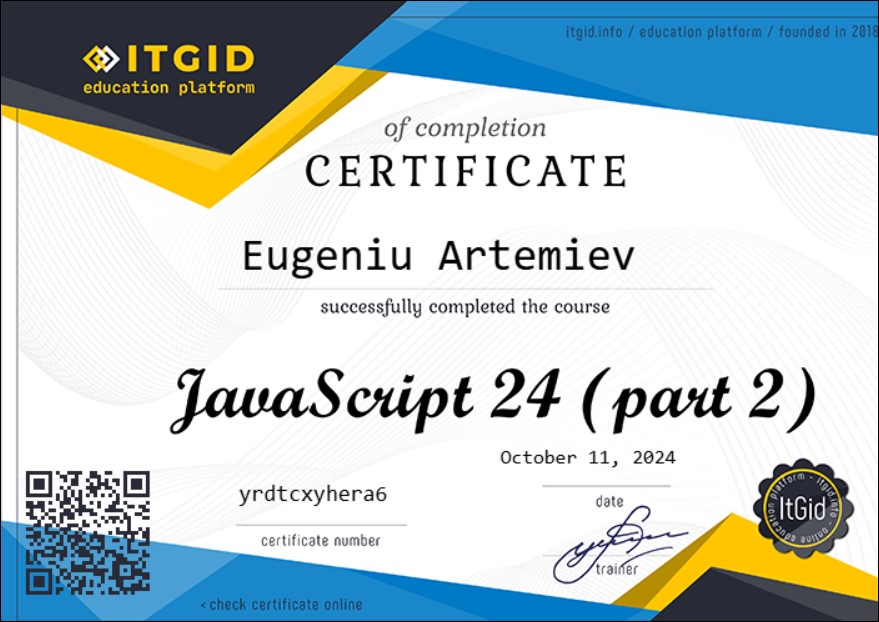 itgid.info / education platform / founded in 2018
ITGID
education platform
of completion
CERTIFICATE
Eugeniu Artemiev
successfully completed the course
JavaScript 24 (part 2)
October 11, 2024
date
yrdtcxyhera6
certificate number
trainer
education platform - itgid.info - online
ItGid
< check certificate online